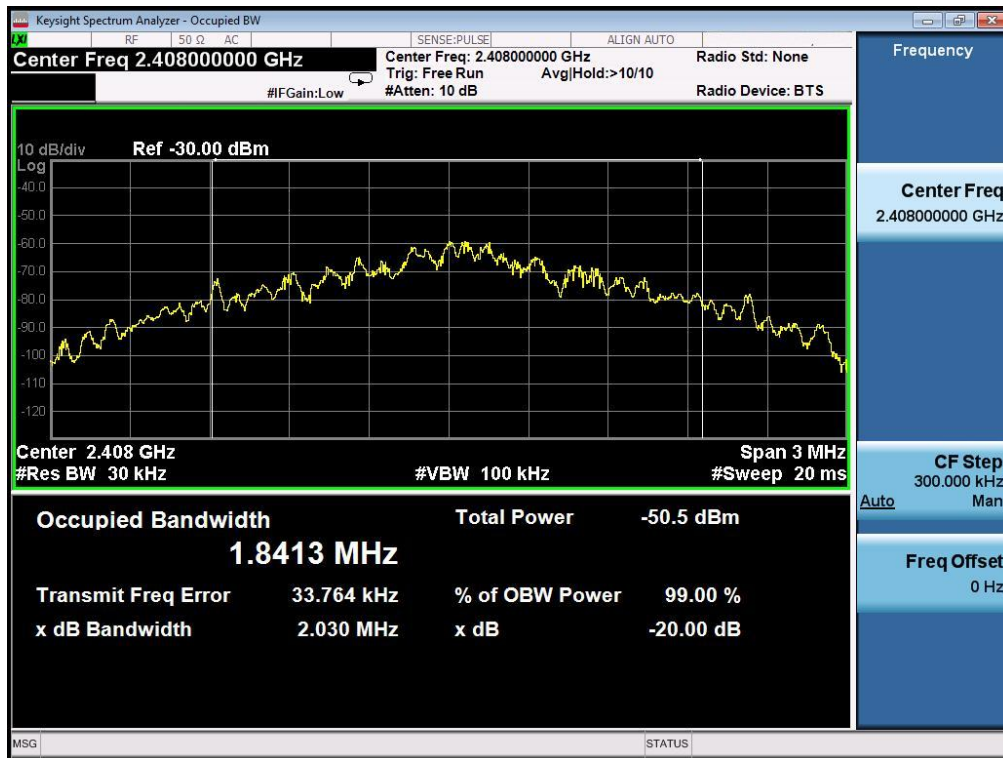 Keysight Spectrum Analyzer - Occupied BW
LXI RF 50 Ω AC SENSE:PULSE ALIGN AUTO
Center Freq 2.408000000 GHz
#IFGain:Low
Center Freq: 2.408000000 GHz
Trig: Free Run Avg|Hold:>10/10
#Atten: 10 dB
Radio Std: None
Radio Device: BTS
10 dB/div Ref -30.00 dBm
Log
-40.0
-50.0
-60.0
-70.0
-80.0
-90.0
-100
-110
-120
Center 2.408 GHz Span 3 MHz
#Res BW 30 kHz #VBW 100 kHz #Sweep 20 ms
Occupied Bandwidth Total Power -50.5 dBm
1.8413 MHz
Transmit Freq Error 33.764 kHz % of OBW Power 99.00 %
x dB Bandwidth 2.030 MHz x dB -20.00 dB
MSG STATUS
Frequency
Center Freq
2.408000000 GHz
CF Step
300.000 kHz
Auto Man
Freq Offset
0 Hz